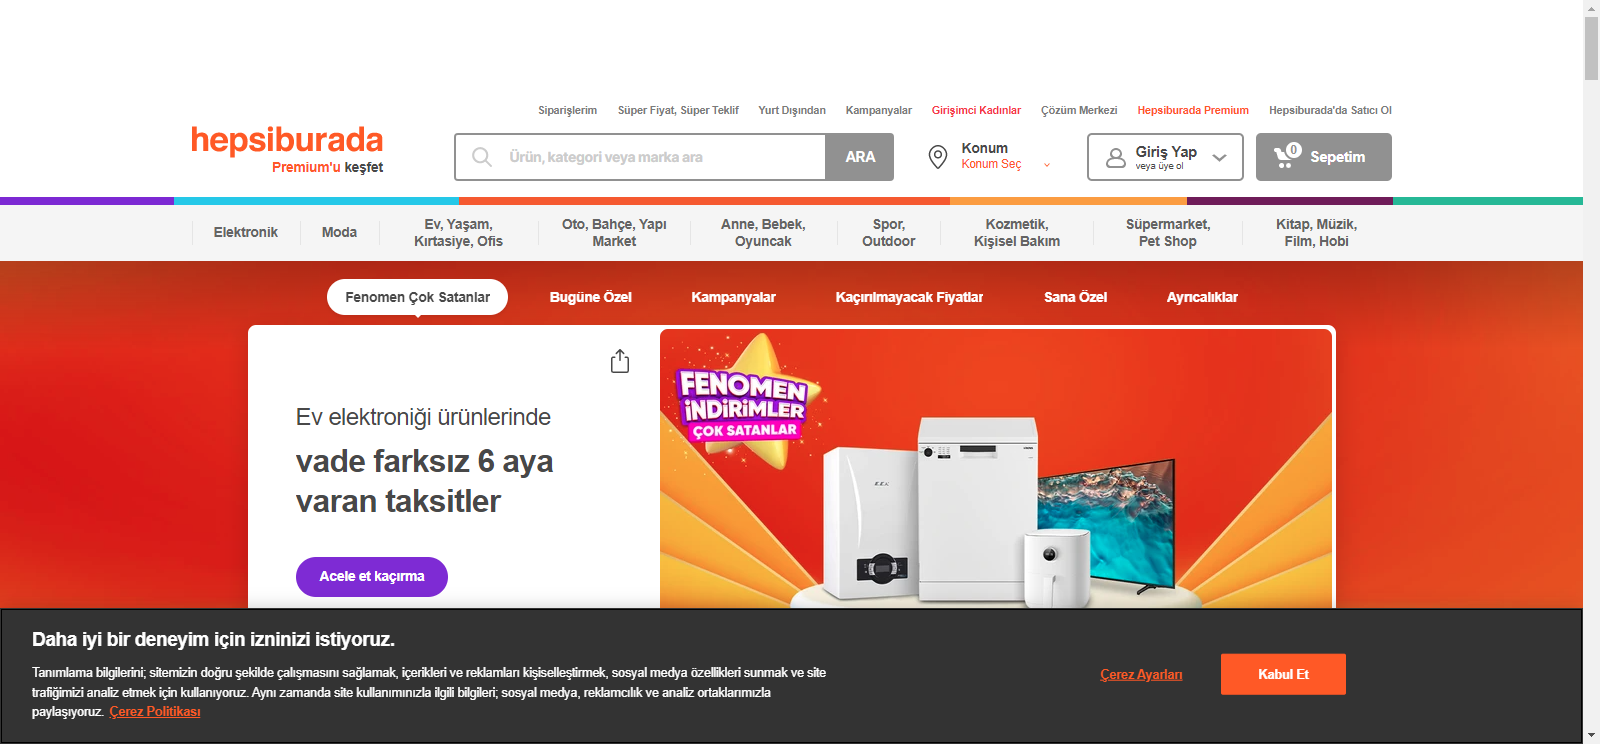 Siparişlerim Süper Fiyat, Süper Teklif Yurt Dışından Kampanyalar Girişimci Kadınlar Çözüm Merkezi Hepsiburada Premium Hepsiburada'da Satıcı Ol
hepsiburada
Premium'u keşfet
Ürün, kategori veya marka ara
ARA
Konum
Konum Seç
Giriş Yap
veya üye ol
0
Sepetim
Elektronik
Moda
Ev, Yaşam,
Kırtasiye, Ofis
Oto, Bahçe, Yapı
Market
Anne, Bebek,
Oyuncak
Spor,
Outdoor
Kozmetik,
Kişisel Bakım
Süpermarket,
Pet Shop
Kitap, Müzik,
Film, Hobi
Fenomen Çok Satanlar Bugüne Özel Kampanyalar Kaçırılmayacak Fiyatlar Sana Özel Ayrıcalıklar
Ev elektroniği ürünlerinde
vade farksız 6 aya
varan taksitler
Acele et kaçırma
FENOMEN
İNDİRİMLER
ÇOK SATANLAR
Daha iyi bir deneyim için izninizi istiyoruz.
Tanımlama bilgilerini; sitemizin doğru şekilde çalışmasını sağlamak, içerikleri ve reklamları kişiselleştirmek, sosyal medya özellikleri sunmak ve site
trafiğimizi analiz etmek için kullanıyoruz. Aynı zamanda site kullanımınızla ilgili bilgileri; sosyal medya, reklamcılık ve analiz ortaklarımızla
paylaşıyoruz. Çerez Politikası
Çerez Ayarları
Kabul Et